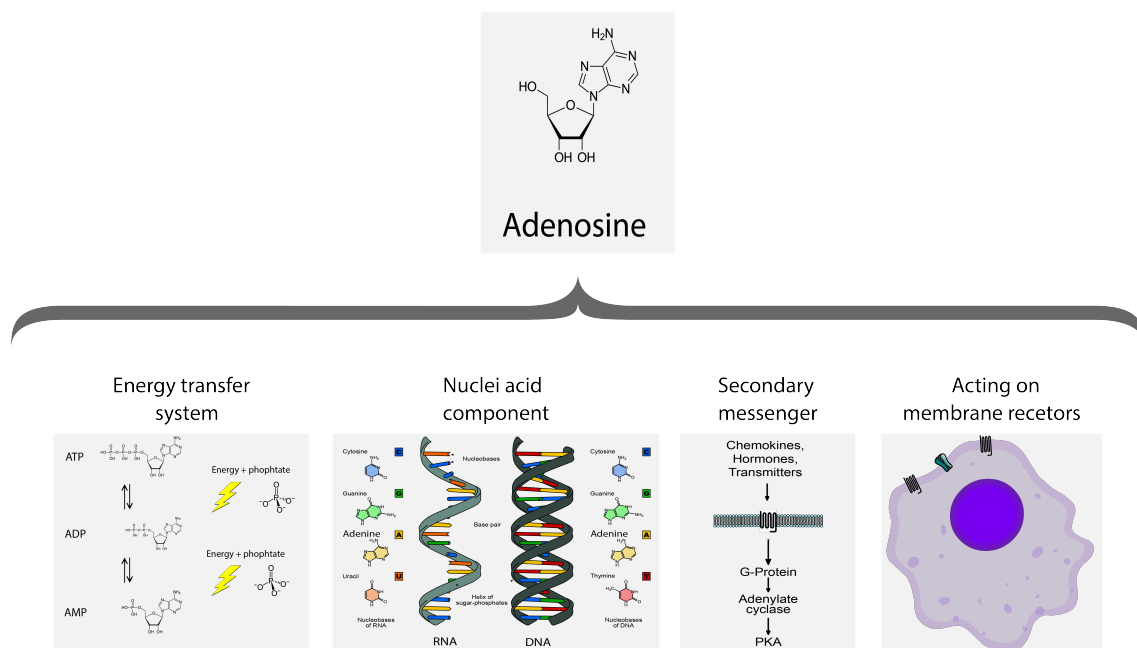 H₂N
N
N
N
N
HO
O
OH OH
Adenosine
Energy transfer
system
ATP
Energy + phophtate
ADP
Energy + phophtate
AMP
Nuclei acid
component
Cytosine
C
Guanine
G
Adenine
A
Uracil
U
Nucleobases
of RNA
Nucleobases
Base pair
Helix of
sugar-phosphates
RNA
DNA
Cytosine
C
Guanine
G
Adenine
A
Thymine
T
Nucleobases
of DNA
Secondary
messenger
Chemokines,
Hormones,
Transmitters
G-Protein
Adenylate
cyclase
PKA
Acting on
membrane recetors